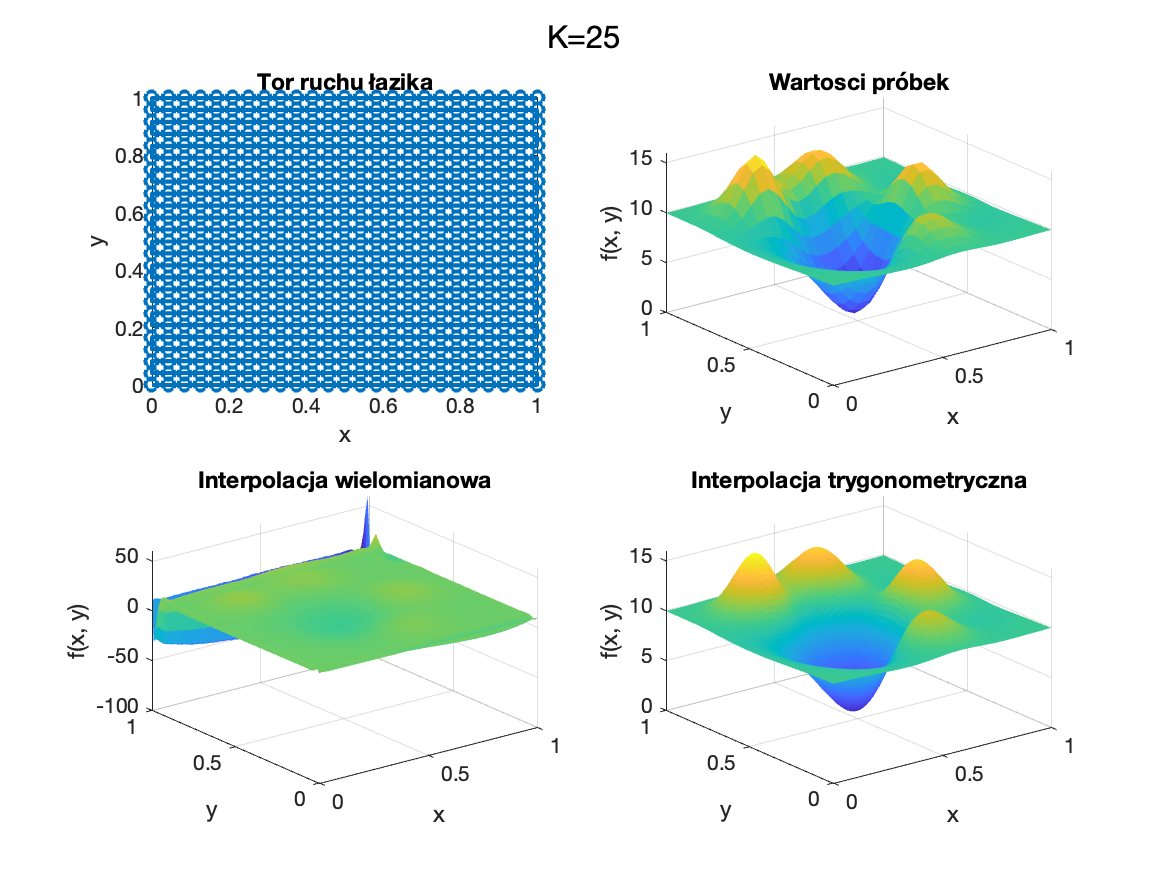 K=25
Tor ruchu łazika
1
0.8
0.6
0.4
0.2
0
y
0 0.2 0.4 0.6 0.8 1
x
Wartosci próbek
15
10
5
0
f(x, y)
1
0.5
0
y
0
0.5
1
x
Interpolacja wielomianowa
50
0
-50
-100
f(x, y)
1
0.5
0
y
0
0.5
1
x
Interpolacja trygonometryczna
15
10
5
0
f(x, y)
1
0.5
0
y
0
0.5
1
x